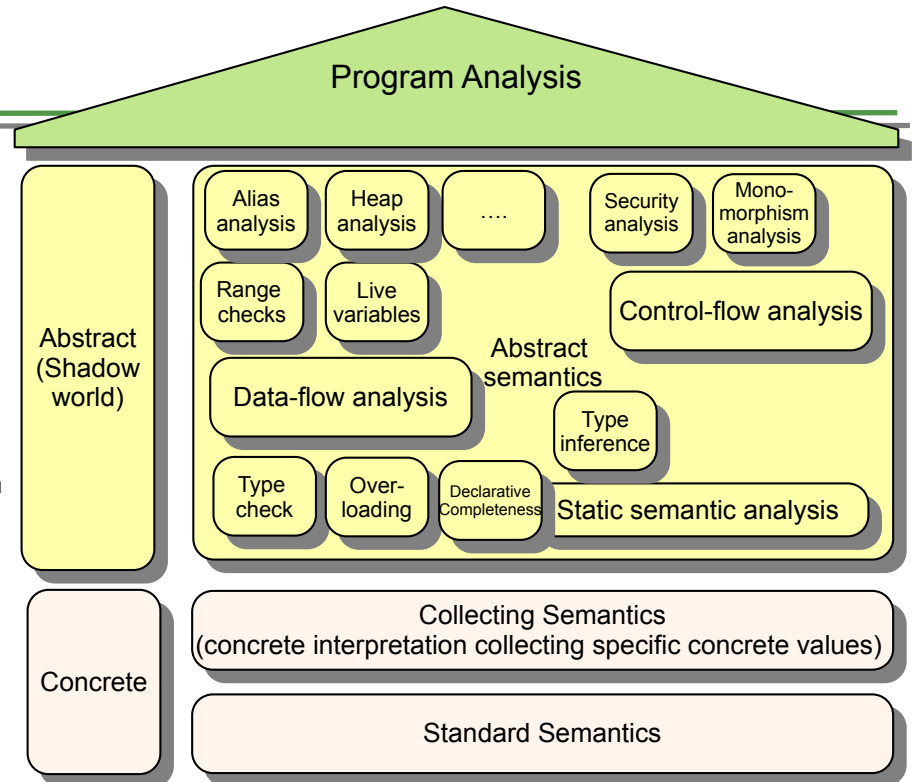 Program Analysis
Abstract
(Shadow
world)
Alias
analysis
Heap
analysis
....
Security
analysis
Mono-
morphism
analysis
Range
checks
Live
variables
Control-flow analysis
Abstract
semantics
Data-flow analysis
Type
inference
Type
check
Over-
loading
Declarative
Completeness
Static semantic analysis
Concrete
Collecting Semantics
(concrete interpretation collecting specific concrete values)
Standard Semantics